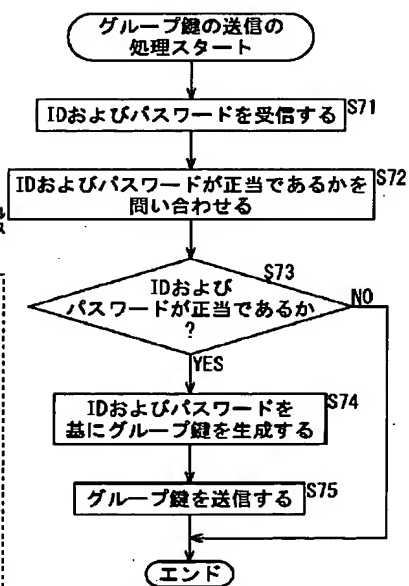 グループ鍵の送信の
処理スタート
IDおよびパスワードを受信する
S71
IDおよびパスワードが正当であるかを
問い合わせる
S72
S73
IDおよび
パスワードが正当であるか
?
NO
YES
IDおよびパスワードを
基にグループ鍵を生成する
S74
グループ鍵を送信する
S75
エンド